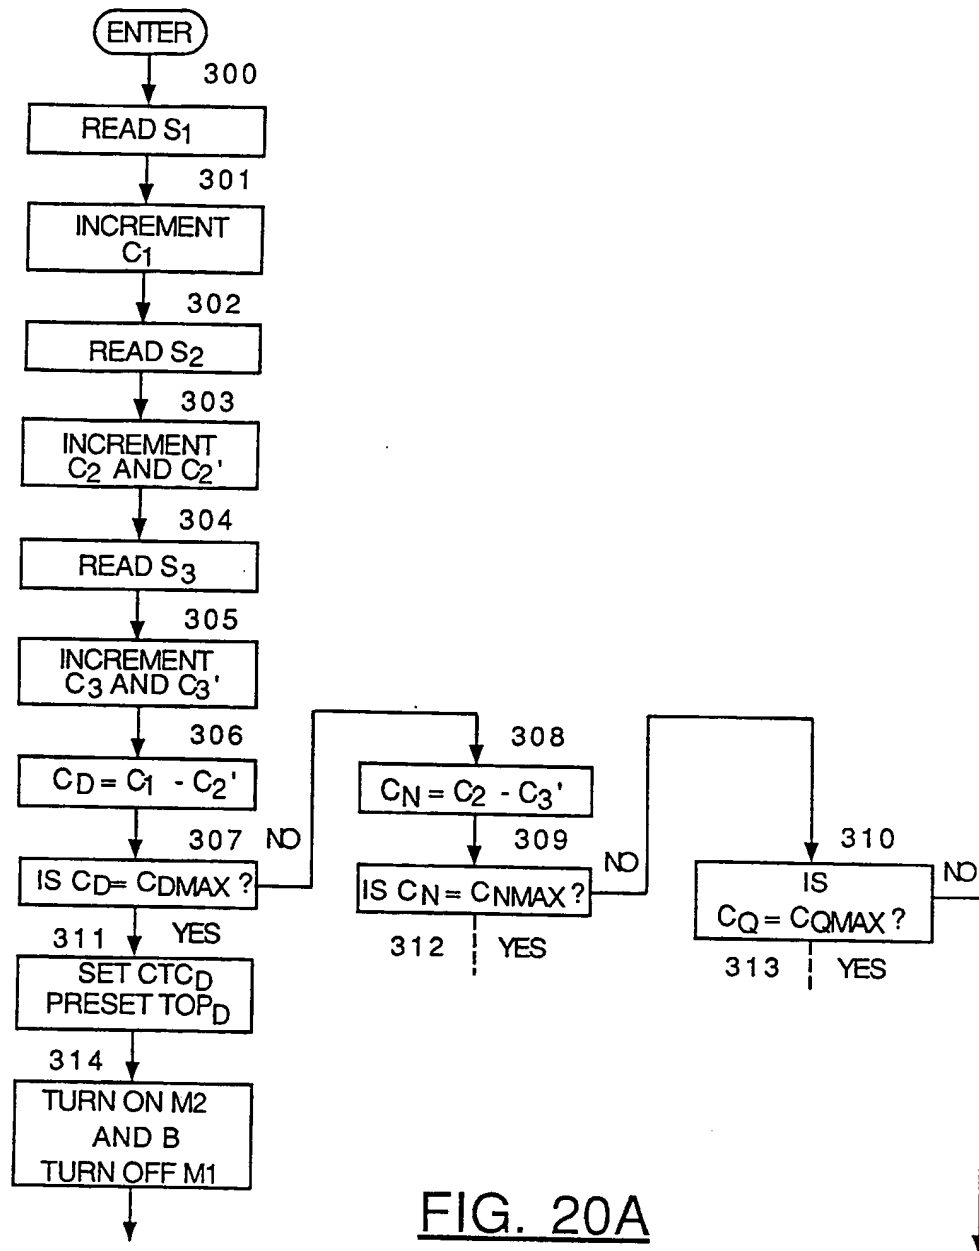 ENTER
300
READ S1
301
INCREMENT
C1
302
READ S2
303
INCREMENT
C2 AND C2'
304
READ S3
305
INCREMENT
C3 AND C3'
306
CD = C1 - C2'
307
NO
IS CD = CDMAX ?
308
CN = C2 - C3'
309
NO
IS CN = CNMAX ?
310
NO
IS
CQ = CQMAX ?
311
YES
312
YES
313
YES
SET CTCD
PRESET TOPD
314
TURN ON M2
AND B
TURN OFF M1
FIG. 20A